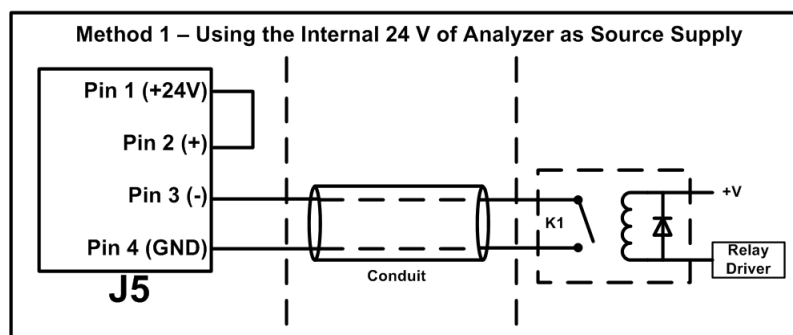 Method 1 – Using the Internal 24 V of Analyzer as Source Supply
Pin 1 (+24V)
Pin 2 (+)
Pin 3 (-)
Pin 4 (GND)
J5
Conduit
K1
+V
Relay
Driver